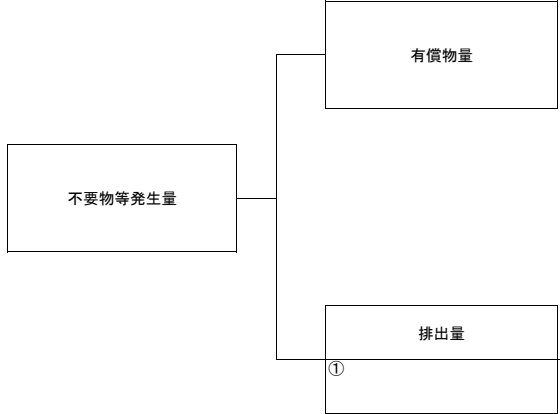 有償物量
不要物等発生量
排出量
①